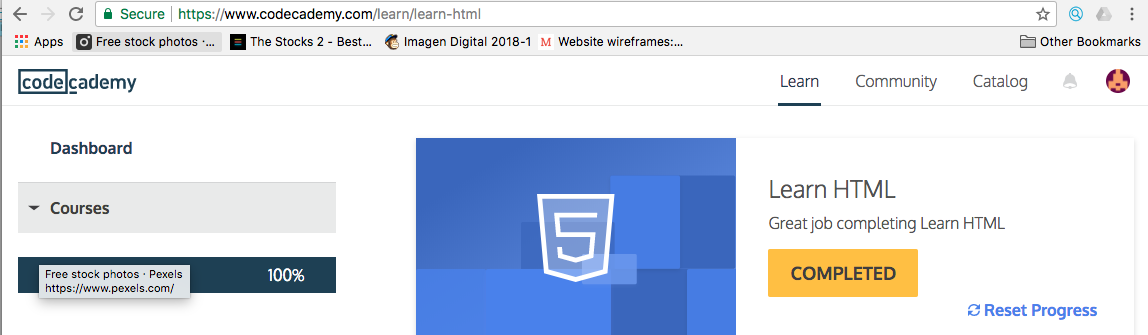 Secure https://www.codecademy.com/learn/learn-html
Apps Free stock photos ·... The Stocks 2 - Best... Imagen Digital 2018-1 M Website wireframes:... Other Bookmarks
codecademy Learn Community Catalog
Dashboard
Courses
Learn HTML
Great job completing Learn HTML
Free stock photos · Pexels
https://www.pexels.com/
100%
5
COMPLETED
Reset Progress